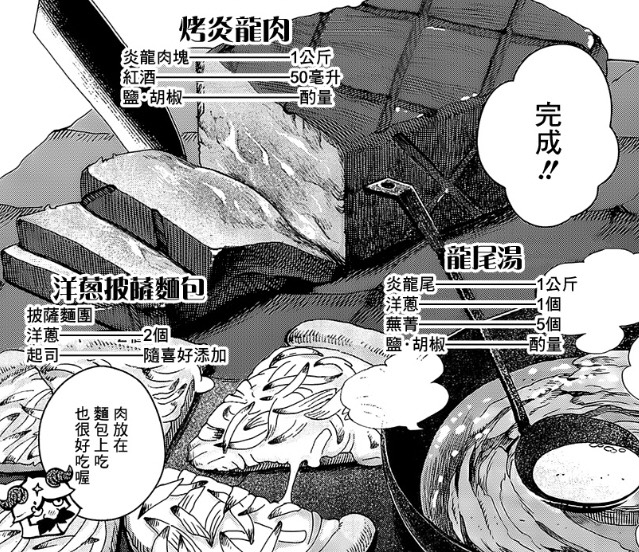 烤炎龍肉
炎龍肉塊 1公斤
紅酒 50毫升
鹽·胡椒 酌量
完成!!
龍尾湯
炎龍尾 1公斤
洋蔥 1個
蕪菁 5個
鹽·胡椒 酌量
洋蔥披薩麵包
披薩麵團
洋蔥 2個
起司 隨喜好添加
肉放在
麵包上吃
也很好吃喔